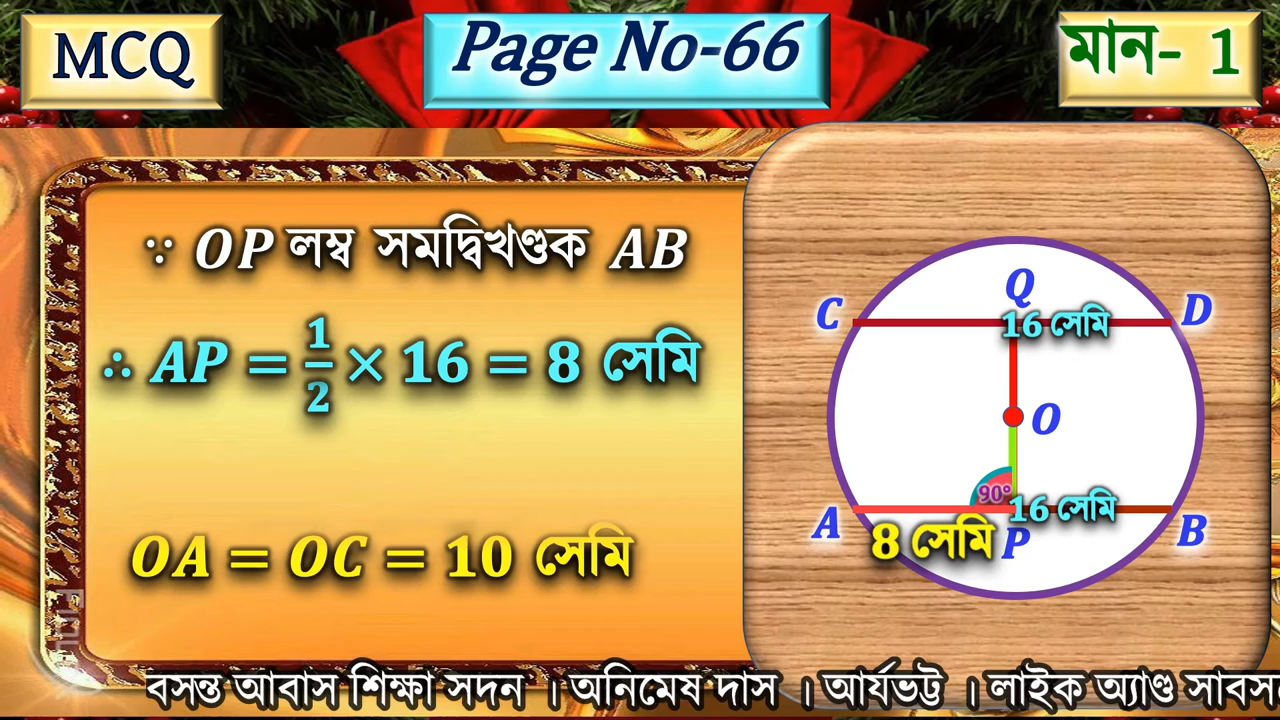 MCQ
Page No-66
মান- 1
∵ OP লম্ব সমদ্বিখণ্ডক AB
∴ AP = 1/2 × 16 = 8 সেমি
OA = OC = 10 সেমি
Q
C
D
16 সেমি
O
90°
16 সেমি
A
8 সেমি
P
B
বসন্ত আবাস শিক্ষা সদন । অনিমেষ দাস । আর্যভট্ট । লাইক অ্যাণ্ড সাবস